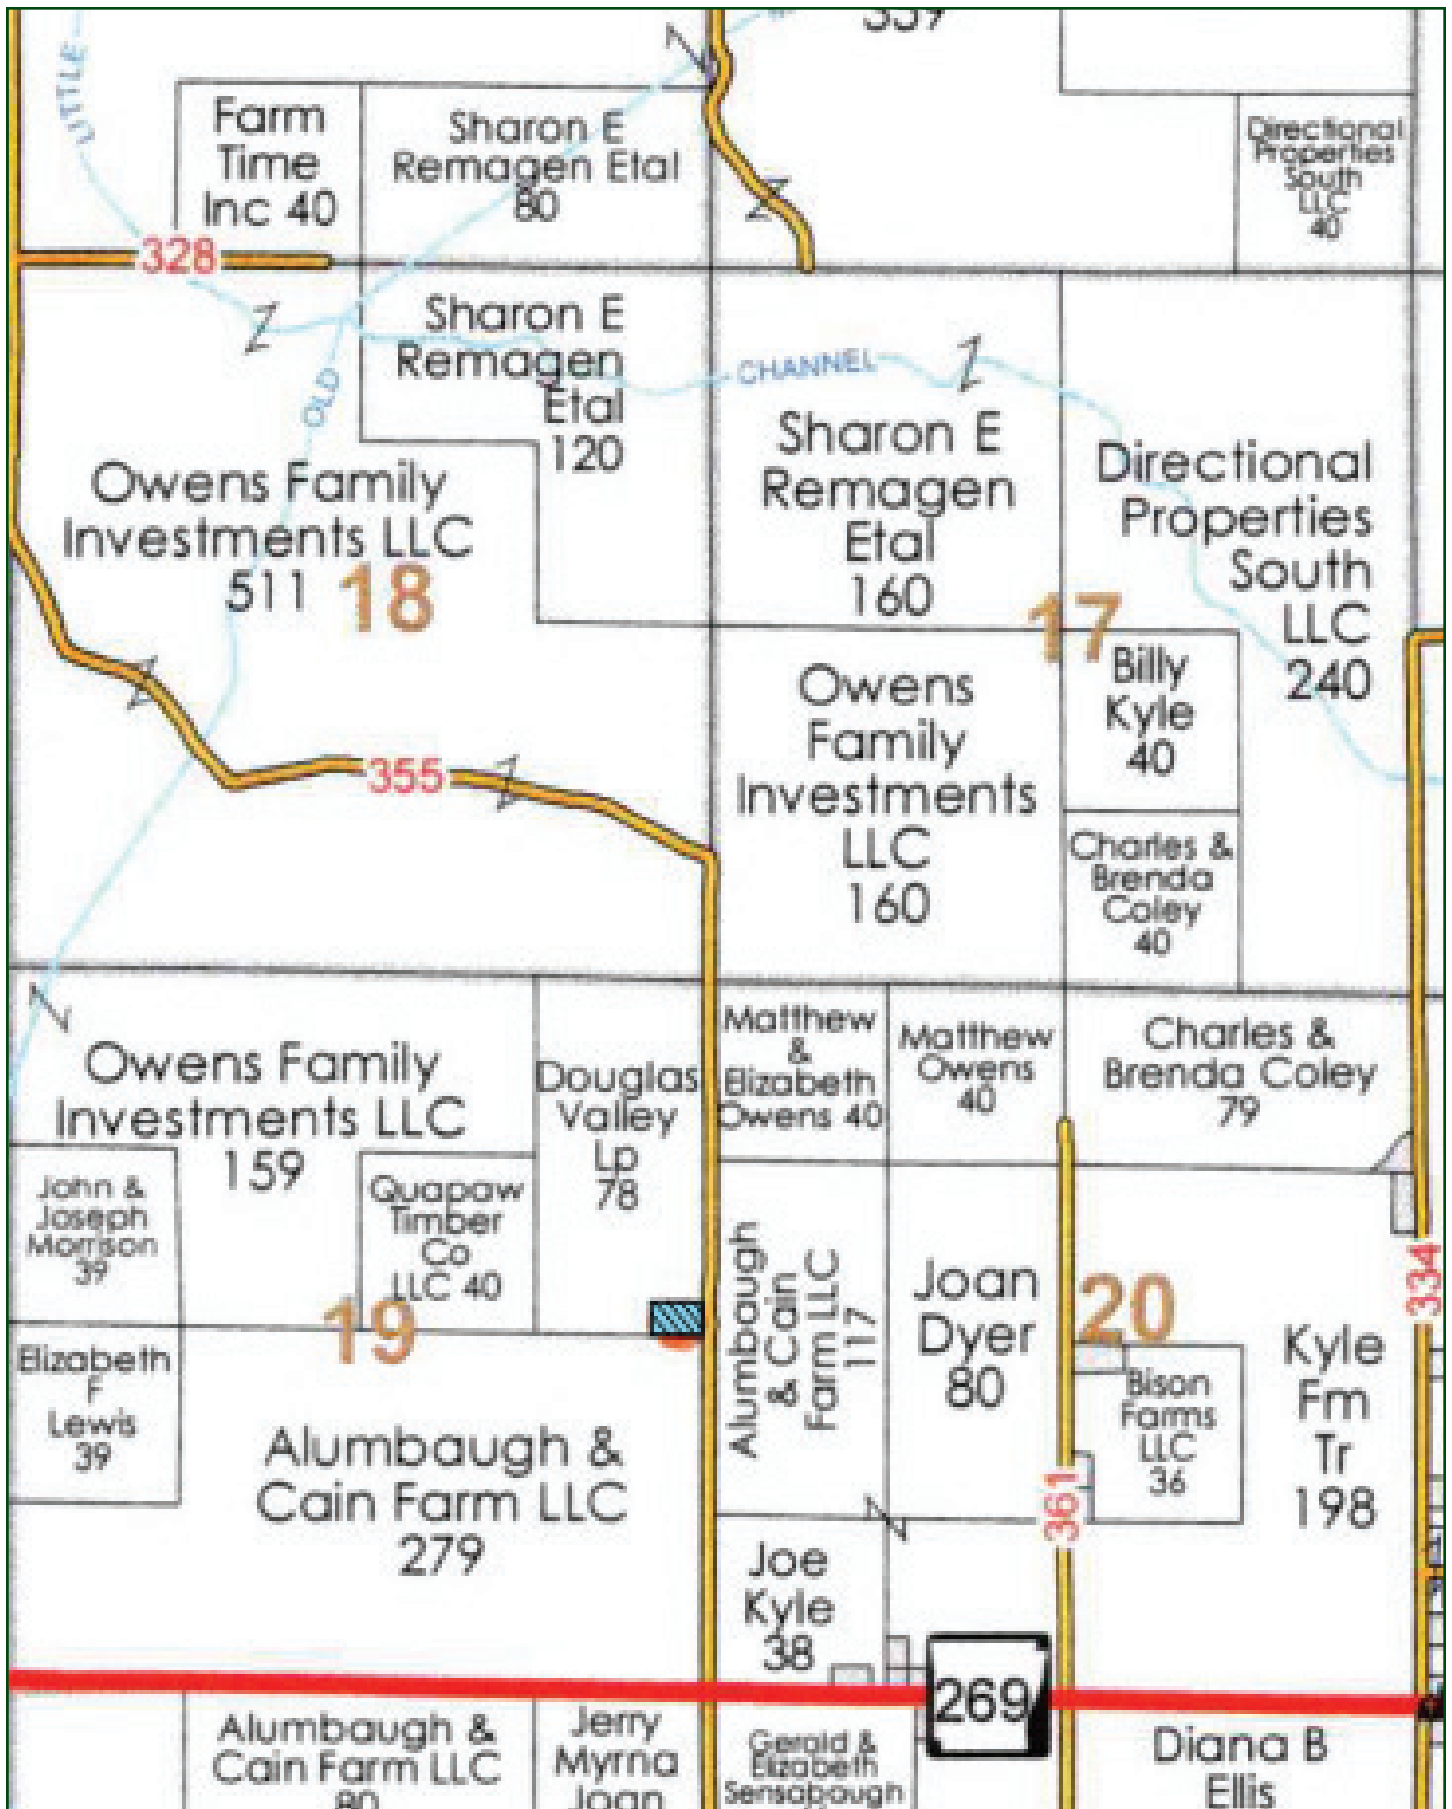 339
LITTLE
Farm
Time
Inc 40
Sharon E
Remagen Etal
80
Directional
Properties
South
LLC
40
328
Sharon E
Remagen
Etal
120
CHANNEL
OLD
Sharon E
Remagen
Etal
160
Directional
Properties
South
LLC
240
Owens Family
Investments LLC
511
18
17
Owens
Family
Investments
LLC
160
Billy
Kyle
40
355
Charles &
Brenda
Coley
40
Owens Family
Investments LLC
159
Douglas
Valley
Lp
78
Matthew
&
Elizabeth
Owens 40
Matthew
Owens
40
Charles &
Brenda Coley
79
John &
Joseph
Morrison
39
Quapaw
Timber
Co
LLC 40
19
Alumbaugh
& Cain
Farm LLC
117
Joan
Dyer
80
20
334
Elizabeth
F
Lewis
39
Bison
Farms
LLC
36
Kyle
Fm
Tr
198
Alumbaugh &
Cain Farm LLC
279
361
Joe
Kyle
38
269
Alumbaugh &
Cain Farm LLC
80
Jerry
Myrna
Joan
Gerald &
Elizabeth
Sensabaugh
Diana B
Ellis